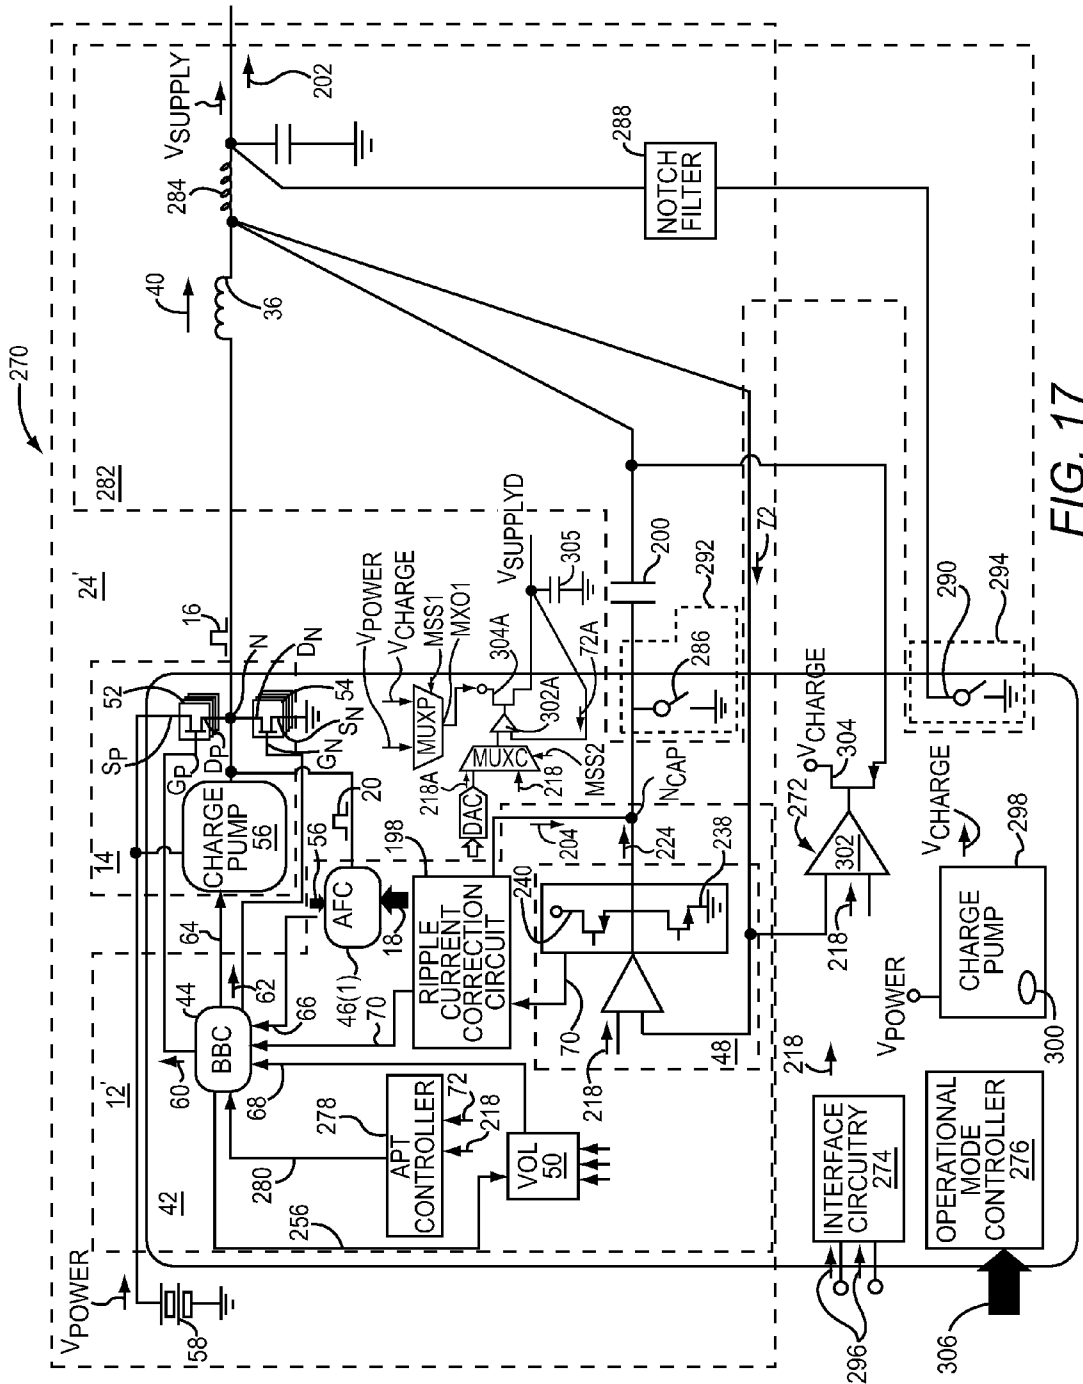 270
282
24'
12'
42
14
VSUPPLY
202
284
40
36
NOTCH
FILTER
288
16
N
DN
SN
GN
54
52
SP
GP
DP
CHARGE
PUMP
56
20
VPOWER
VCHARGE
MSS1
MXO1
MUXP
304A
302A
VSUPPLYD
305
72A
MUXC
MSS2
218
218A
DAC
200
292
286
72
290
294
NCAP
204
224
198
RIPPLE
CURRENT
CORRECTION
CIRCUIT
56
AFC
18
46(1)
64
62
66
70
44
BBC
60
68
280
256
278
APT
CONTROLLER
72
218
VOL
50
240
238
70
218
48
VCHARGE
304
272
302
218
VCHARGE
298
CHARGE
PUMP
300
VPOWER
218
INTERFACE
CIRCUITRY
274
OPERATIONAL
MODE
CONTROLLER
276
296
306
VPOWER
58
FIG. 17